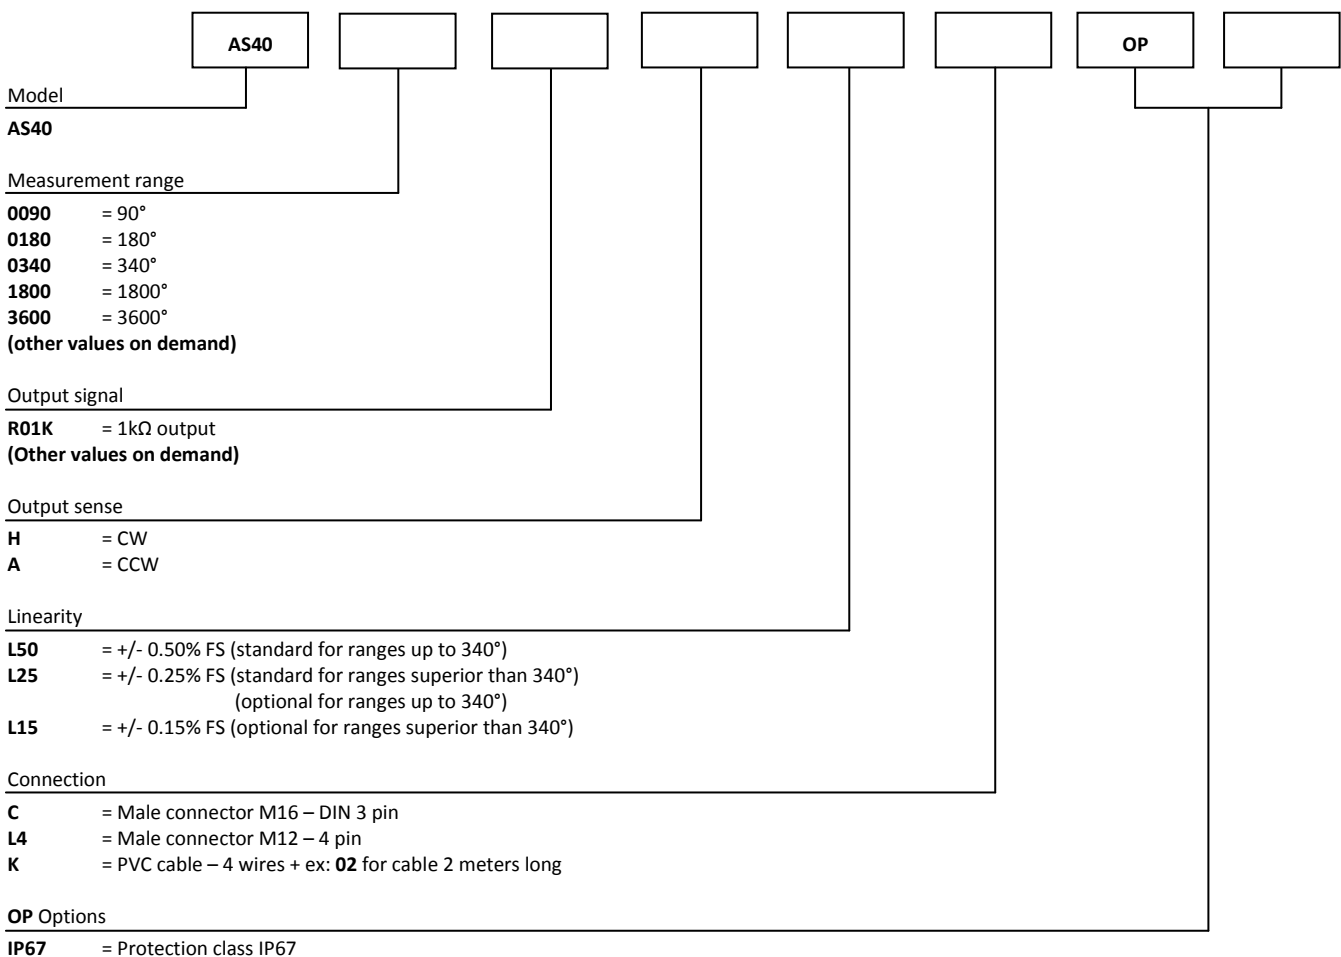 AS40 OP
Model
AS40
Measurement range
0090 = 90°
0180 = 180°
0340 = 340°
1800 = 1800°
3600 = 3600°
(other values on demand)
Output signal
R01K = 1kΩ output
(Other values on demand)
Output sense
H = CW
A = CCW
Linearity
L50 = +/- 0.50% FS (standard for ranges up to 340°)
L25 = +/- 0.25% FS (standard for ranges superior than 340°)
(optional for ranges up to 340°)
L15 = +/- 0.15% FS (optional for ranges superior than 340°)
Connection
C = Male connector M16 – DIN 3 pin
L4 = Male connector M12 – 4 pin
K = PVC cable – 4 wires + ex: 02 for cable 2 meters long
OP Options
IP67 = Protection class IP67